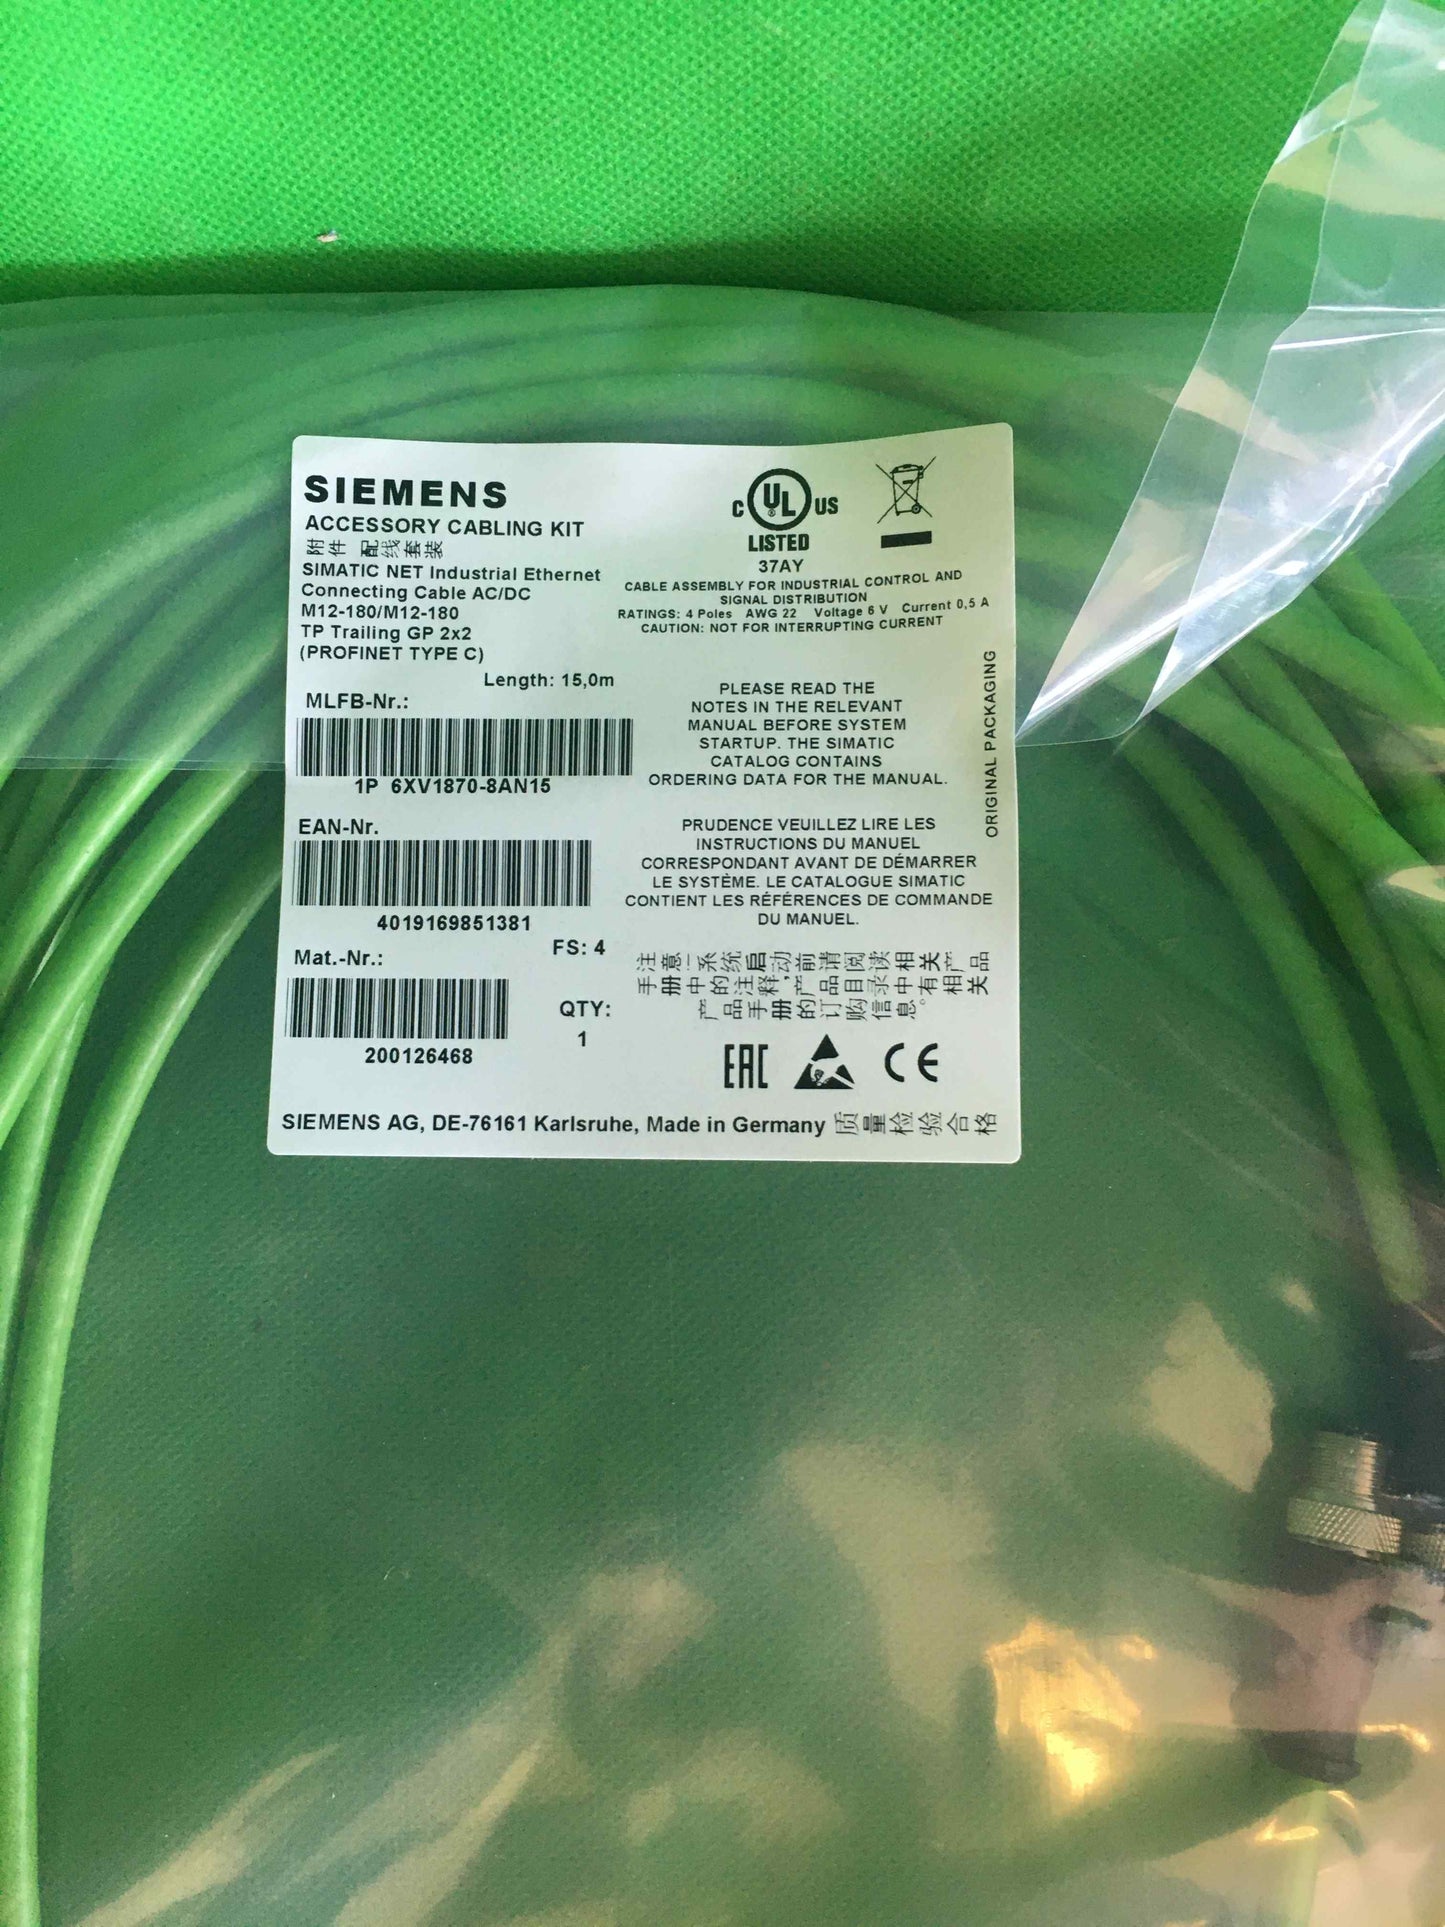 SIEMENS
ACCESSORY CABLING KIT
附件 配线套装
SIMATIC NET Industrial Ethernet
Connecting Cable AC/DC
M12-180/M12-180
TP Trailing GP 2x2
(PROFINET TYPE C)
Length: 15,0m
MLFB-Nr.:
1P 6XV1870-8AN15
EAN-Nr.
4019169851381
FS: 4
Mat.-Nr.:
QTY:
1
200126468
C UL US
®
LISTED
37AY
CABLE ASSEMBLY FOR INDUSTRIAL CONTROL AND
SIGNAL DISTRIBUTION
RATINGS: 4 Poles AWG 22 Voltage 6 V Current 0,5 A
CAUTION: NOT FOR INTERRUPTING CURRENT
PLEASE READ THE
NOTES IN THE RELEVANT
MANUAL BEFORE SYSTEM
STARTUP. THE SIMATIC
CATALOG CONTAINS
ORDERING DATA FOR THE MANUAL.
ORIGINAL PACKAGING
PRUDENCE VEUILLEZ LIRE LES
INSTRUCTIONS DU MANUEL
CORRESPONDANT AVANT DE DÉMARRER
LE SYSTÈME. LE CATALOGUE SIMATIC
CONTIENT LES RÉFÉRENCES DE COMMANDE
DU MANUEL.
注意–系统启动前请阅读相关产品
手册中的注释,产品目录中有相关
产品手册的订购信息。
EAC CE
SIEMENS AG, DE-76161 Karlsruhe, Made in Germany 质量检验合格